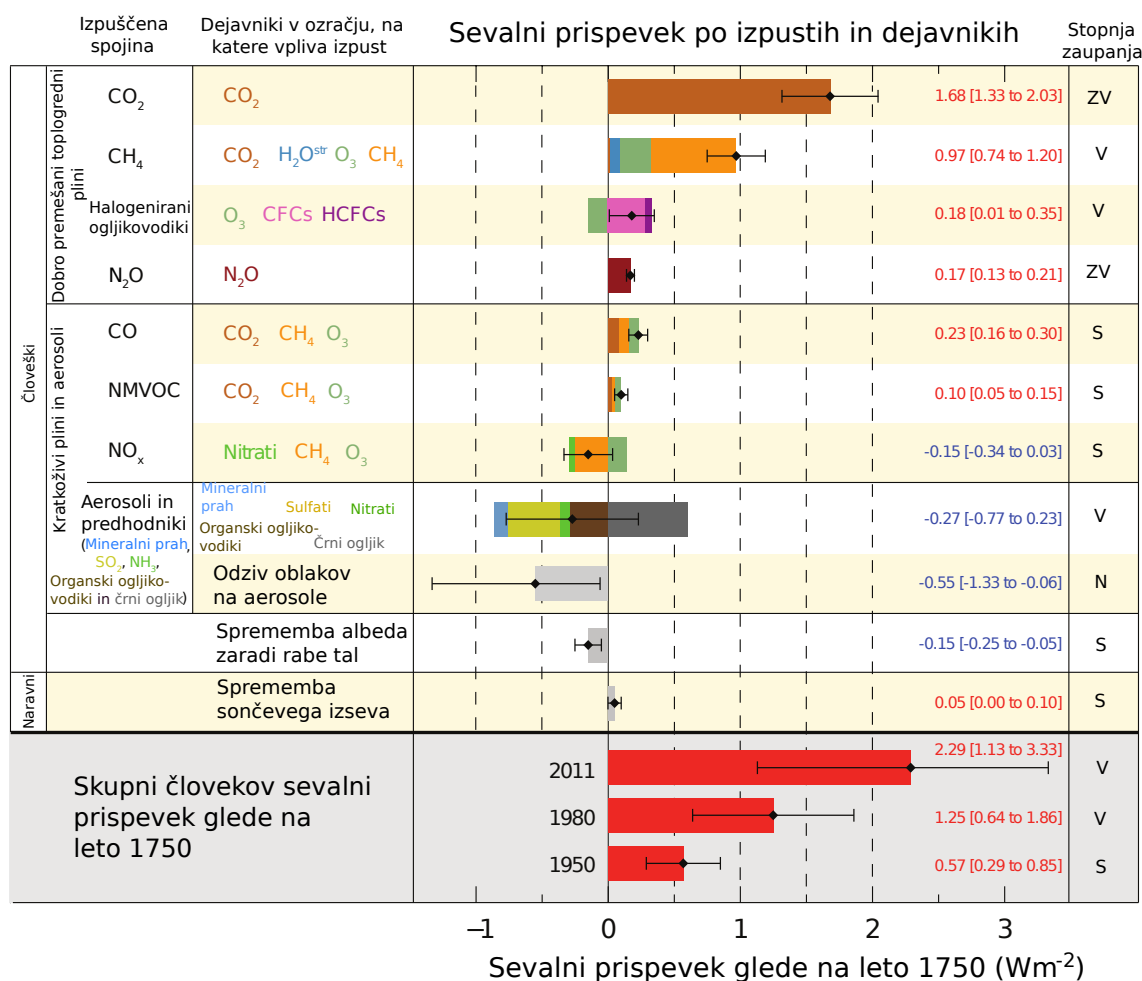 Izpuščena
spojina
Dejavniki v ozračju, na
katere vpliva izpust
Sevalni prispevek po izpustih in dejavnikih
Stopnja
zaupanja
Človeški
Dobro premešani toplogredni
plini
CO₂
CO₂
1.68 [1.33 to 2.03]
ZV
CH₄
CO₂ H₂Oˢᵗʳ O₃ CH₄
0.97 [0.74 to 1.20]
V
Halogenirani
ogljikovodiki
O₃ CFCs HCFCs
0.18 [0.01 to 0.35]
V
N₂O
N₂O
0.17 [0.13 to 0.21]
ZV
Kratkoživi plini in aerosoli
CO
CO₂ CH₄ O₃
0.23 [0.16 to 0.30]
S
NMVOC
CO₂ CH₄ O₃
0.10 [0.05 to 0.15]
S
NOₓ
Nitrati CH₄ O₃
-0.15 [-0.34 to 0.03]
S
Aerosoli in
predhodniki
(Mineralni prah,
SO₂, NH₃,
Organski ogljiko-
vodiki in črni ogljik)
Mineralni
prah
Sulfati
Nitrati
Organski ogljiko-
vodiki
Črni ogljik
-0.27 [-0.77 to 0.23]
V
Odziv oblakov
na aerosole
-0.55 [-1.33 to -0.06]
N
Sprememba albeda
zaradi rabe tal
-0.15 [-0.25 to -0.05]
S
Naravni
Sprememba
sončevega izseva
0.05 [0.00 to 0.10]
S
Skupni človekov sevalni
prispevek glede na
leto 1750
2011
2.29 [1.13 to 3.33]
V
1980
1.25 [0.64 to 1.86]
V
1950
0.57 [0.29 to 0.85]
S
−1 0 1 2 3
Sevalni prispevek glede na leto 1750 (Wm⁻²)